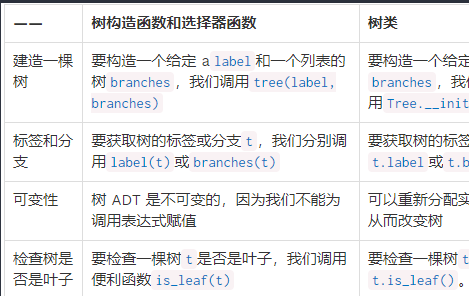 —— 树构造函数和选择器函数 树类
建造一棵 要构造一个给定 a label 和一个列表的 要构造一个给定
树 树 branches ，我们调用 tree(label, branches ，我们
branches) 用 Tree.__init
标签和分 要获取树的标签或分支 t ，我们分别调 要获取树的标签
支 用 label(t) 或 branches(t) t.label 或 t.b
可变性 树 ADT 是不可变的，因为我们不能为 可以重新分配实
调用表达式赋值 从而改变树
检查树是 要检查一棵树 t 是否是叶子，我们调用 要检查一棵树 t
否是叶子 便利函数 is_leaf(t) t.is_leaf() 。